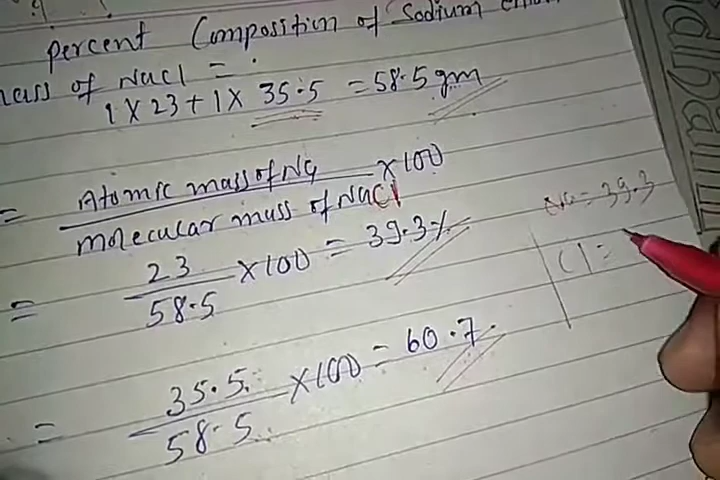 percent Composition of Sodium
mass of NaCl =
1 X 23 + 1 X 35.5 = 58.5 gm
= Atomic mass of Na X 100
molecular mass of NaCl
Na = 39.3
= 23 X 100 = 39.3%
58.5
Cl =
= 35.5 X 100 = 60.7
58.5